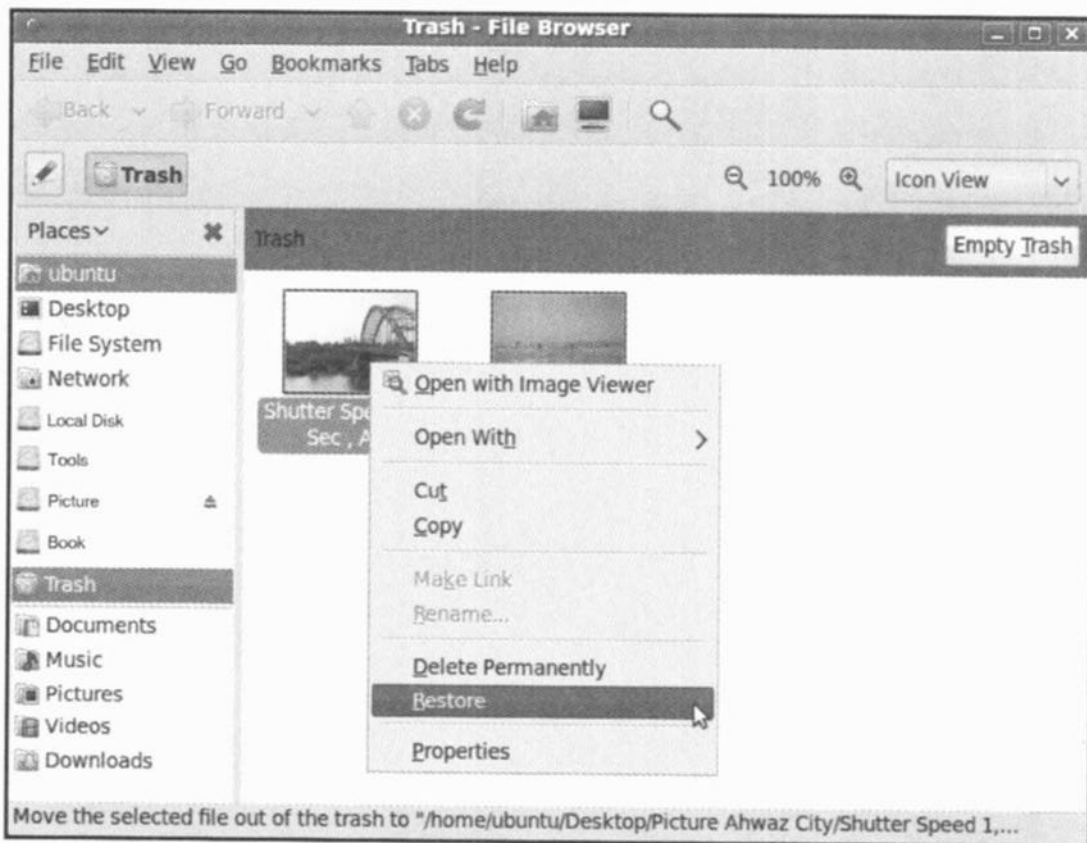 Trash - File Browser
File Edit View Go Bookmarks Tabs Help
Back Forward
Trash 100% Icon View
Places
Trash Empty Trash
ubuntu
Desktop
File System
Network
Local Disk
Tools
Picture
Book
Trash
Documents
Music
Pictures
Videos
Downloads
Shutter Spe
Sec , A
Open with Image Viewer
Open With
Cut
Copy
Make Link
Rename...
Delete Permanently
Restore
Properties
Move the selected file out of the trash to "/home/ubuntu/Desktop/Picture Ahwaz City/Shutter Speed 1,...